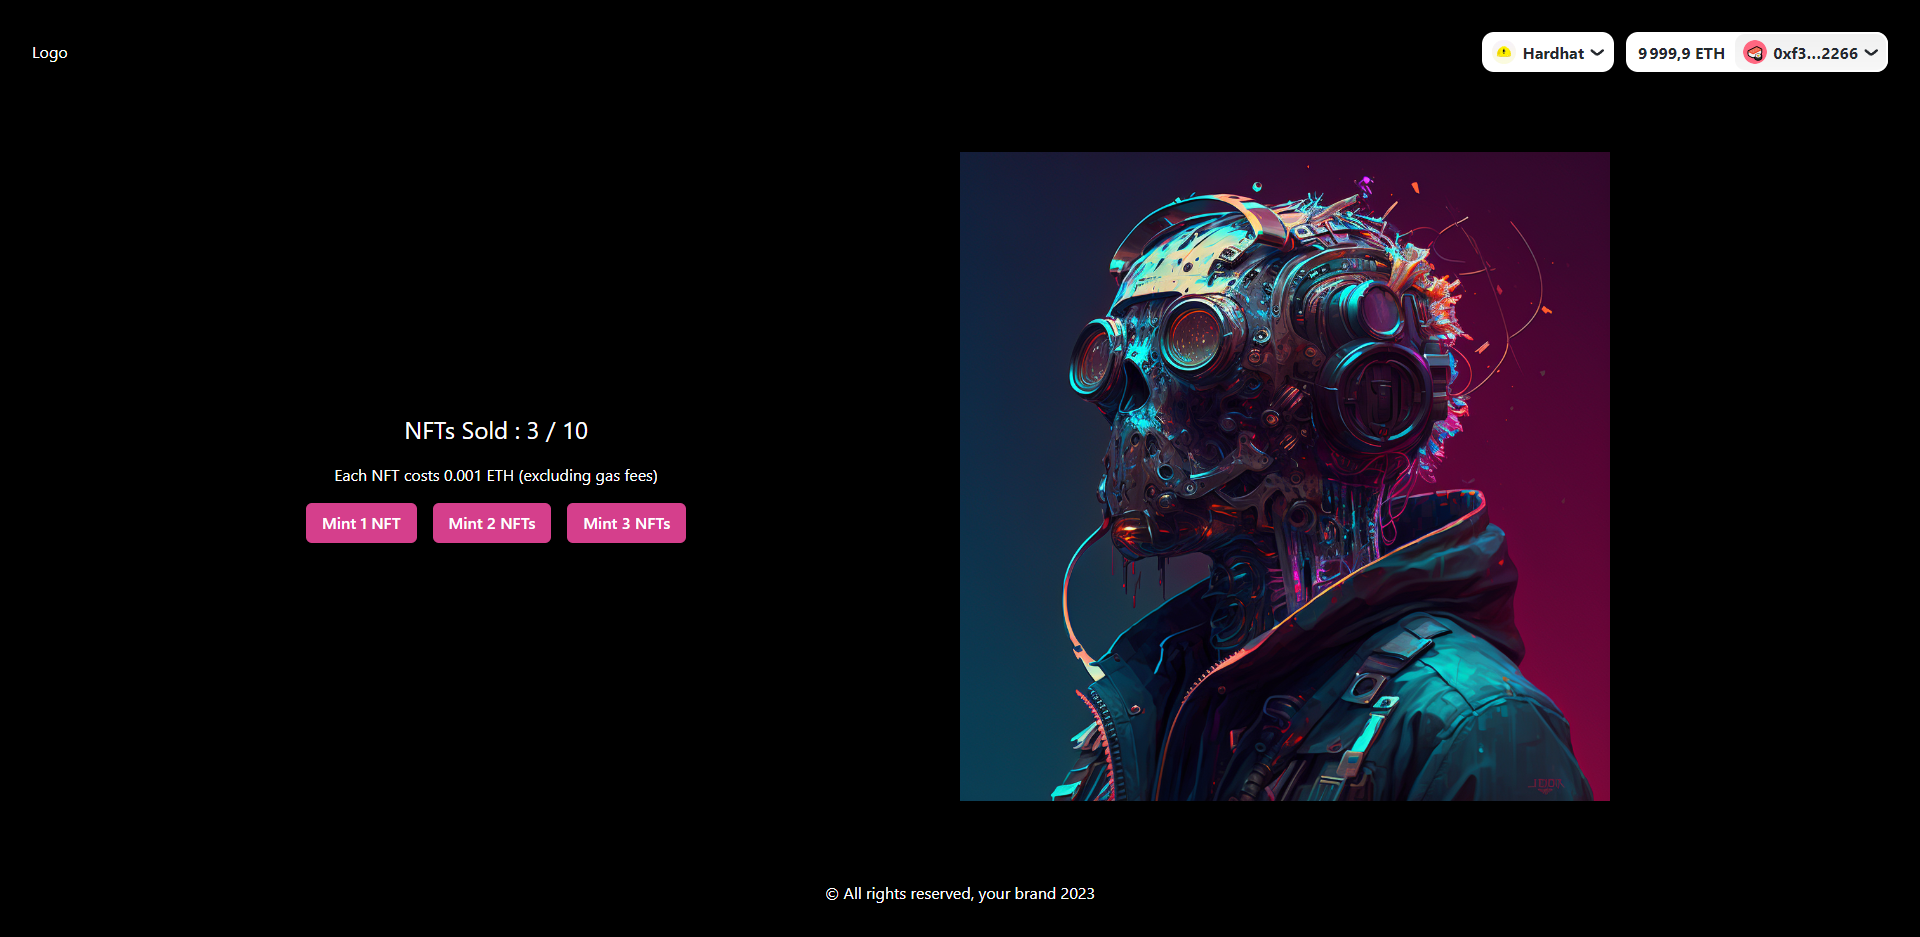 Logo
Hardhat
9 999,9 ETH
0xf3...2266
NFTs Sold : 3 / 10
Each NFT costs 0.001 ETH (excluding gas fees)
Mint 1 NFT
Mint 2 NFTs
Mint 3 NFTs
© All rights reserved, your brand 2023